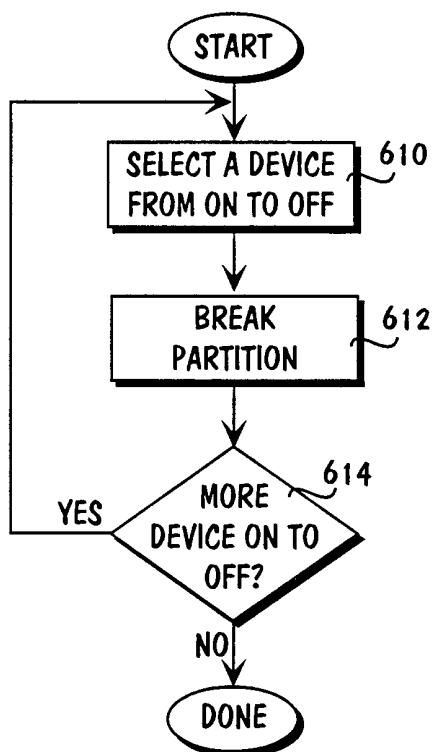 START
SELECT A DEVICE
FROM ON TO OFF
610
BREAK
PARTITION
612
614
MORE
DEVICE ON TO
OFF?
YES
NO
DONE